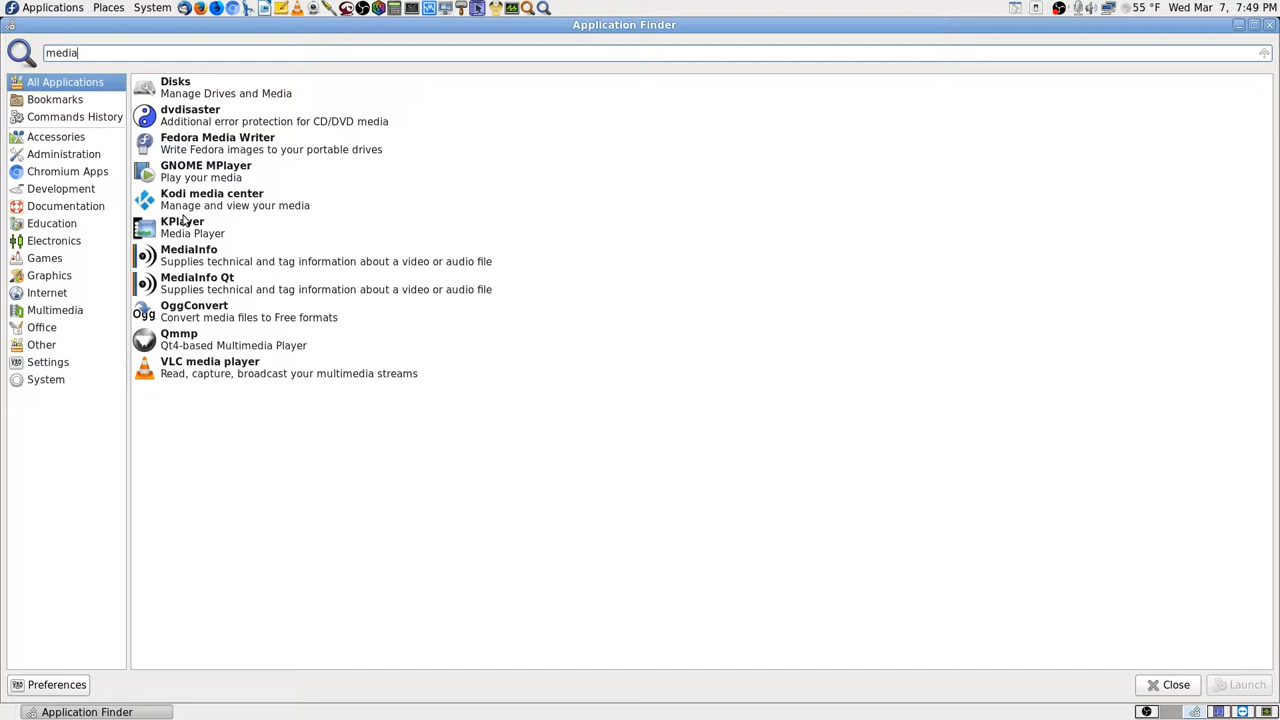 Applications Places System 55 °F Wed Mar 7, 7:49 PM
Application Finder
media
All Applications
Bookmarks
Commands History
Accessories
Administration
Chromium Apps
Development
Documentation
Education
Electronics
Games
Graphics
Internet
Multimedia
Office
Other
Settings
System
Disks
Manage Drives and Media
dvdisaster
Additional error protection for CD/DVD media
Fedora Media Writer
Write Fedora images to your portable drives
GNOME MPlayer
Play your media
Kodi media center
Manage and view your media
KPlayer
Media Player
MediaInfo
Supplies technical and tag information about a video or audio file
MediaInfo Qt
Supplies technical and tag information about a video or audio file
OggConvert
Convert media files to Free formats
Qmmp
Qt4-based Multimedia Player
VLC media player
Read, capture, broadcast your multimedia streams
Preferences
Close
Launch
Application Finder